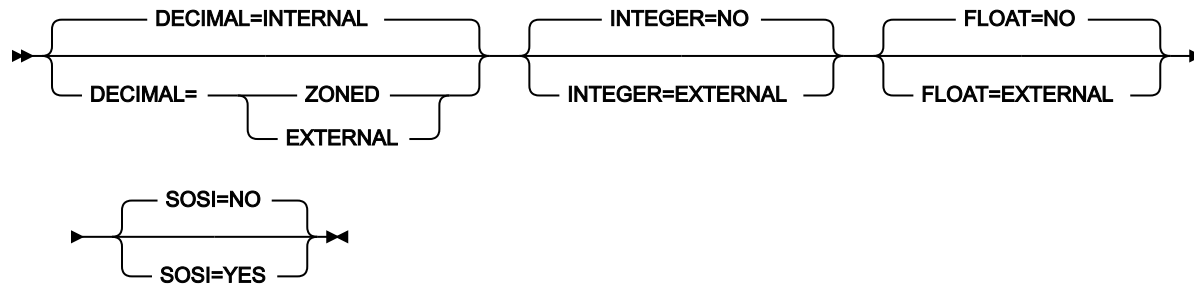 DECIMAL=INTERNAL INTEGER=NO FLOAT=NO
DECIMAL= ZONED INTEGER=EXTERNAL FLOAT=EXTERNAL
EXTERNAL
SOSI=NO
SOSI=YES